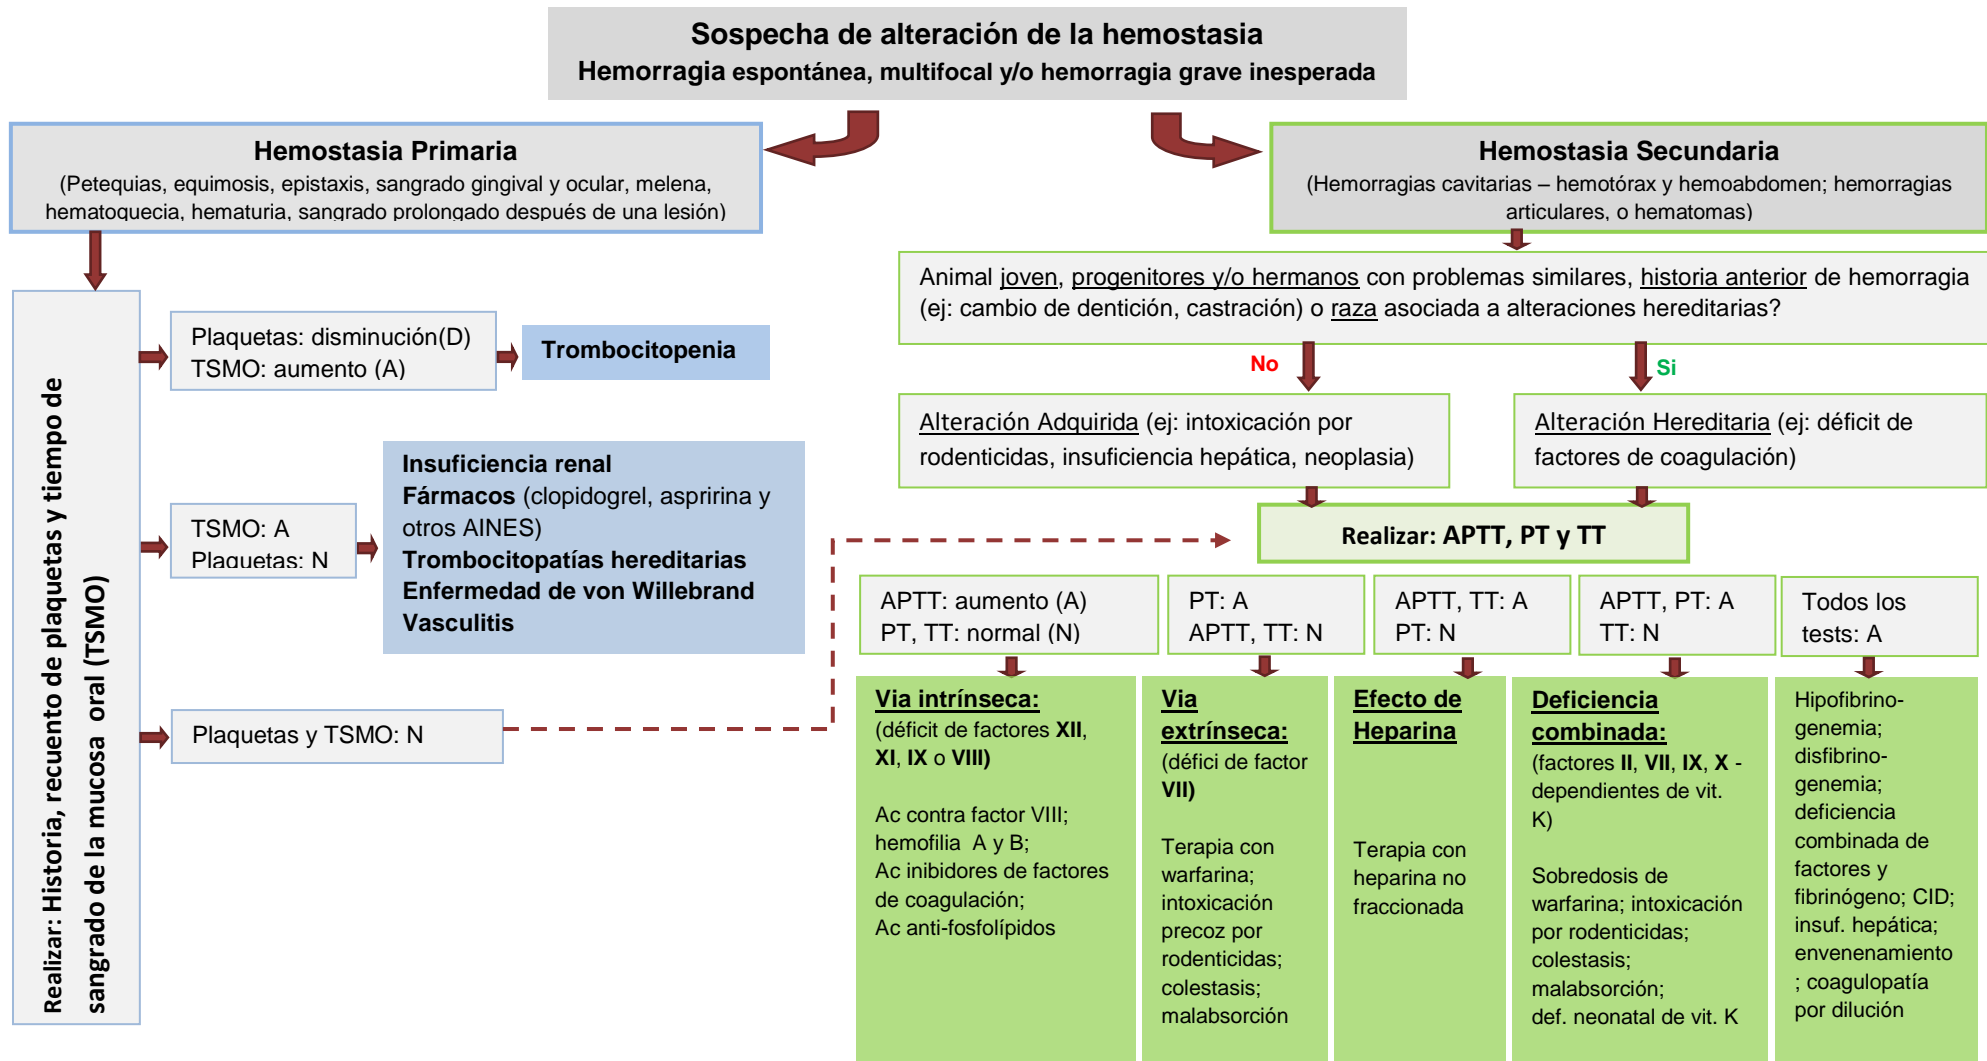 Sospecha de alteración de la hemostasia
Hemorragia espontánea, multifocal y/o hemorragia grave inesperada
Hemostasia Primaria
(Petequias, equimosis, epistaxis, sangrado gingival y ocular, melena,
hematoquecia, hematuria, sangrado prolongado después de una lesión)
Hemostasia Secundaria
(Hemorragias cavitarias – hemotórax y hemoabdomen; hemorragias
articulares, o hematomas)
Realizar: Historia, recuento de plaquetas y tiempo de
sangrado de la mucosa oral (TSMO)
Plaquetas: disminución(D)
TSMO: aumento (A)
Trombocitopenia
TSMO: A
Plaquetas: N
Insuficiencia renal
Fármacos (clopidogrel, aspririna y
otros AINES)
Trombocitopatías hereditarias
Enfermedad de von Willebrand
Vasculitis
Plaquetas y TSMO: N
Animal joven, progenitores y/o hermanos con problemas similares, historia anterior de hemorragia
(ej: cambio de dentición, castración) o raza asociada a alteraciones hereditarias?
No
Si
Alteración Adquirida (ej: intoxicación por
rodenticidas, insuficiencia hepática, neoplasia)
Alteración Hereditaria (ej: déficit de
factores de coagulación)
Realizar: APTT, PT y TT
APTT: aumento (A)
PT, TT: normal (N)
PT: A
APTT, TT: N
APTT, TT: A
PT: N
APTT, PT: A
TT: N
Todos los
tests: A
Via intrínseca:
(déficit de factores XII,
XI, IX o VIII)
Ac contra factor VIII;
hemofilia A y B;
Ac inibidores de factores
de coagulación;
Ac anti-fosfolípidos
Via
extrínseca:
(défici de factor
VII)
Terapia con
warfarina;
intoxicación
precoz por
rodenticidas;
colestasis;
malabsorción
Efecto de
Heparina
Terapia con
heparina no
fraccionada
Deficiencia
combinada:
(factores II, VII, IX, X -
dependientes de vit.
K)
Sobredosis de
warfarina; intoxicación
por rodenticidas;
colestasis;
malabsorción;
def. neonatal de vit. K
Hipofibrino-
genemia;
disfibrino-
genemia;
deficiencia
combinada de
factores y
fibrinógeno; CID;
insuf. hepática;
envenenamiento
; coagulopatía
por dilución